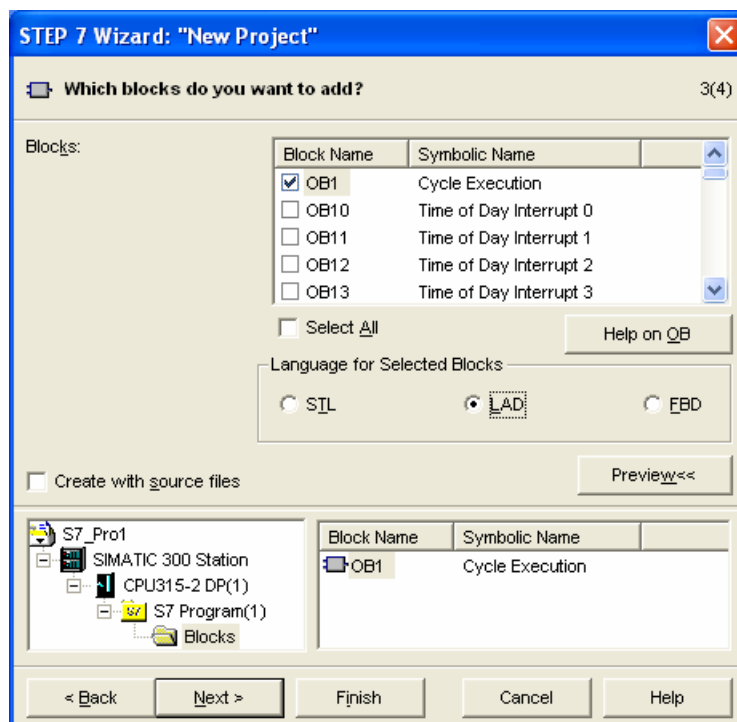 STEP 7 Wizard: "New Project"
Which blocks do you want to add? 3(4)
Blocks:
Block Name Symbolic Name
OB1 Cycle Execution
OB10 Time of Day Interrupt 0
OB11 Time of Day Interrupt 1
OB12 Time of Day Interrupt 2
OB13 Time of Day Interrupt 3
Select All
Help on OB
Language for Selected Blocks
STL LAD FBD
Create with source files
Preview<<
S7_Pro1
SIMATIC 300 Station
CPU315-2 DP(1)
S7 Program(1)
Blocks
Block Name Symbolic Name
OB1 Cycle Execution
< Back Next > Finish Cancel Help